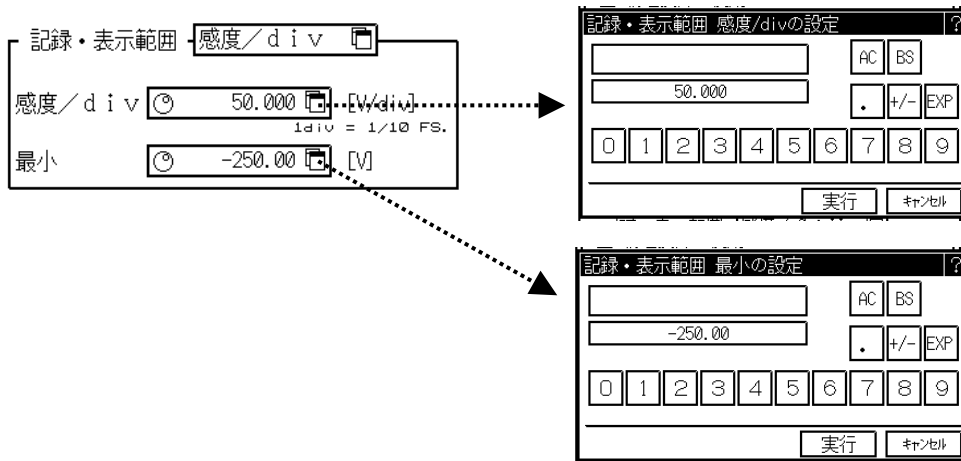 記録・表示範囲 感度／ｄｉｖ
感度／ｄｉｖ 50.000 [V/div]
1div = 1/10 FS.
最小 -250.00 [V]
記録・表示範囲 感度/divの設定 ?
AC BS
50.000
. +/- EXP
0 1 2 3 4 5 6 7 8 9
実行 ｷｬﾝｾﾙ
記録・表示範囲 最小の設定 ?
AC BS
-250.00
. +/- EXP
0 1 2 3 4 5 6 7 8 9
実行 ｷｬﾝｾﾙ